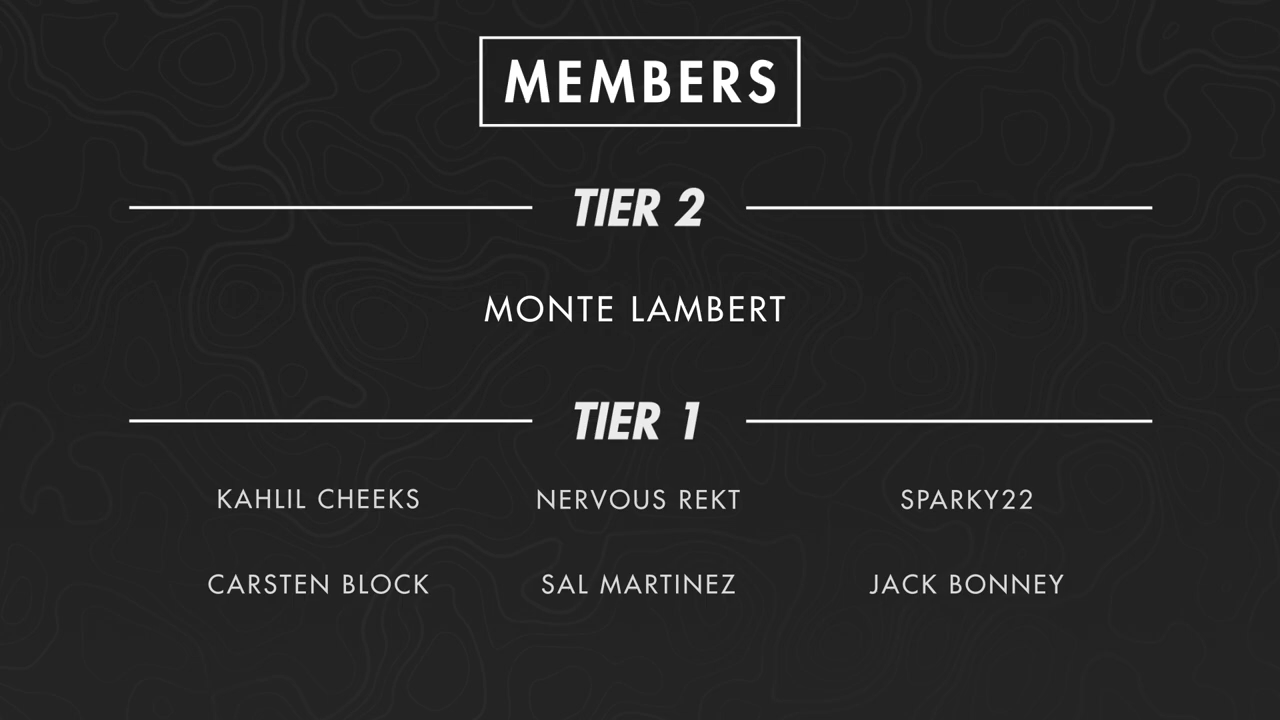 MEMBERS
TIER 2
MONTE LAMBERT
TIER 1
KAHLIL CHEEKS NERVOUS REKT SPARKY22
CARSTEN BLOCK SAL MARTINEZ JACK BONNEY